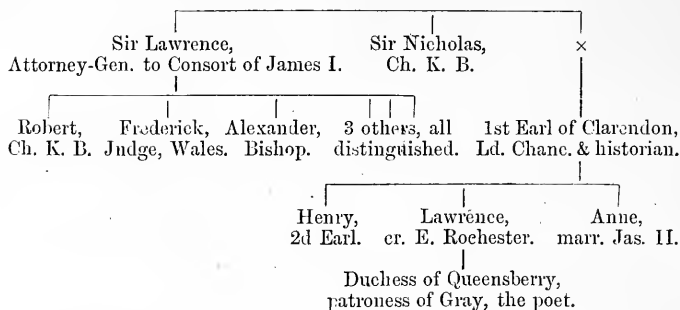 Sir Lawrence,
Attorney-Gen. to Consort of James I.
Sir Nicholas,
Ch. K. B.
×
Robert,
Ch. K. B.
Frederick,
Judge, Wales.
Alexander,
Bishop.
3 others, all
distinguished.
1st Earl of Clarendon,
Ld. Chanc. & historian.
Henry,
2d Earl.
Lawrence,
cr. E. Rochester.
Anne,
marr. Jas. II.
Duchess of Queensberry,
patroness of Gray, the poet.